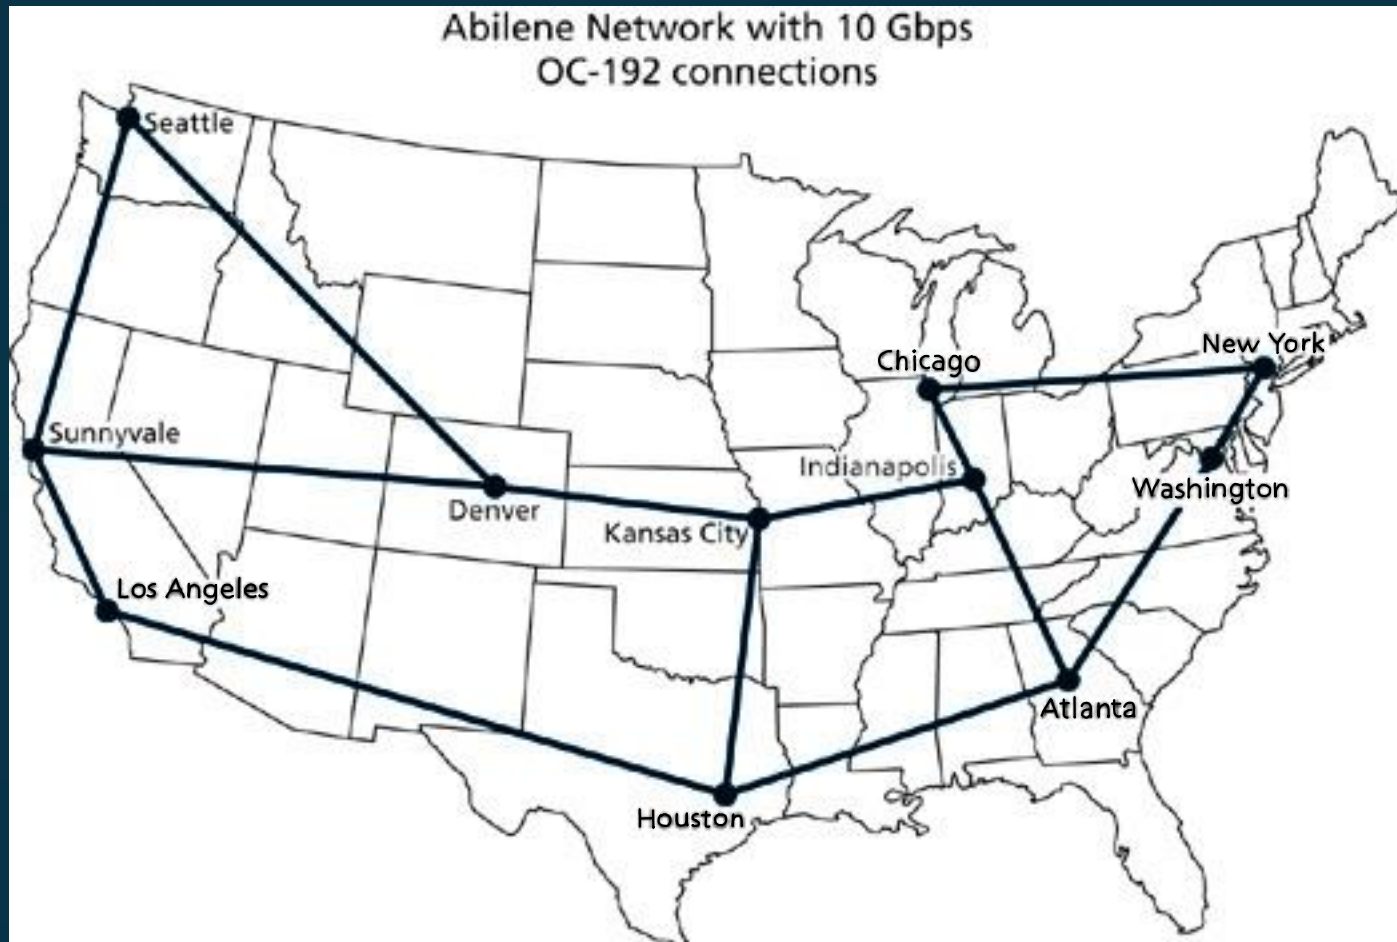 Abilene Network with 10 Gbps
OC-192 connections
Seattle
New York
Chicago
Sunnyvale
Indianapolis
Washington
Denver
Kansas City
Los Angeles
Atlanta
Houston